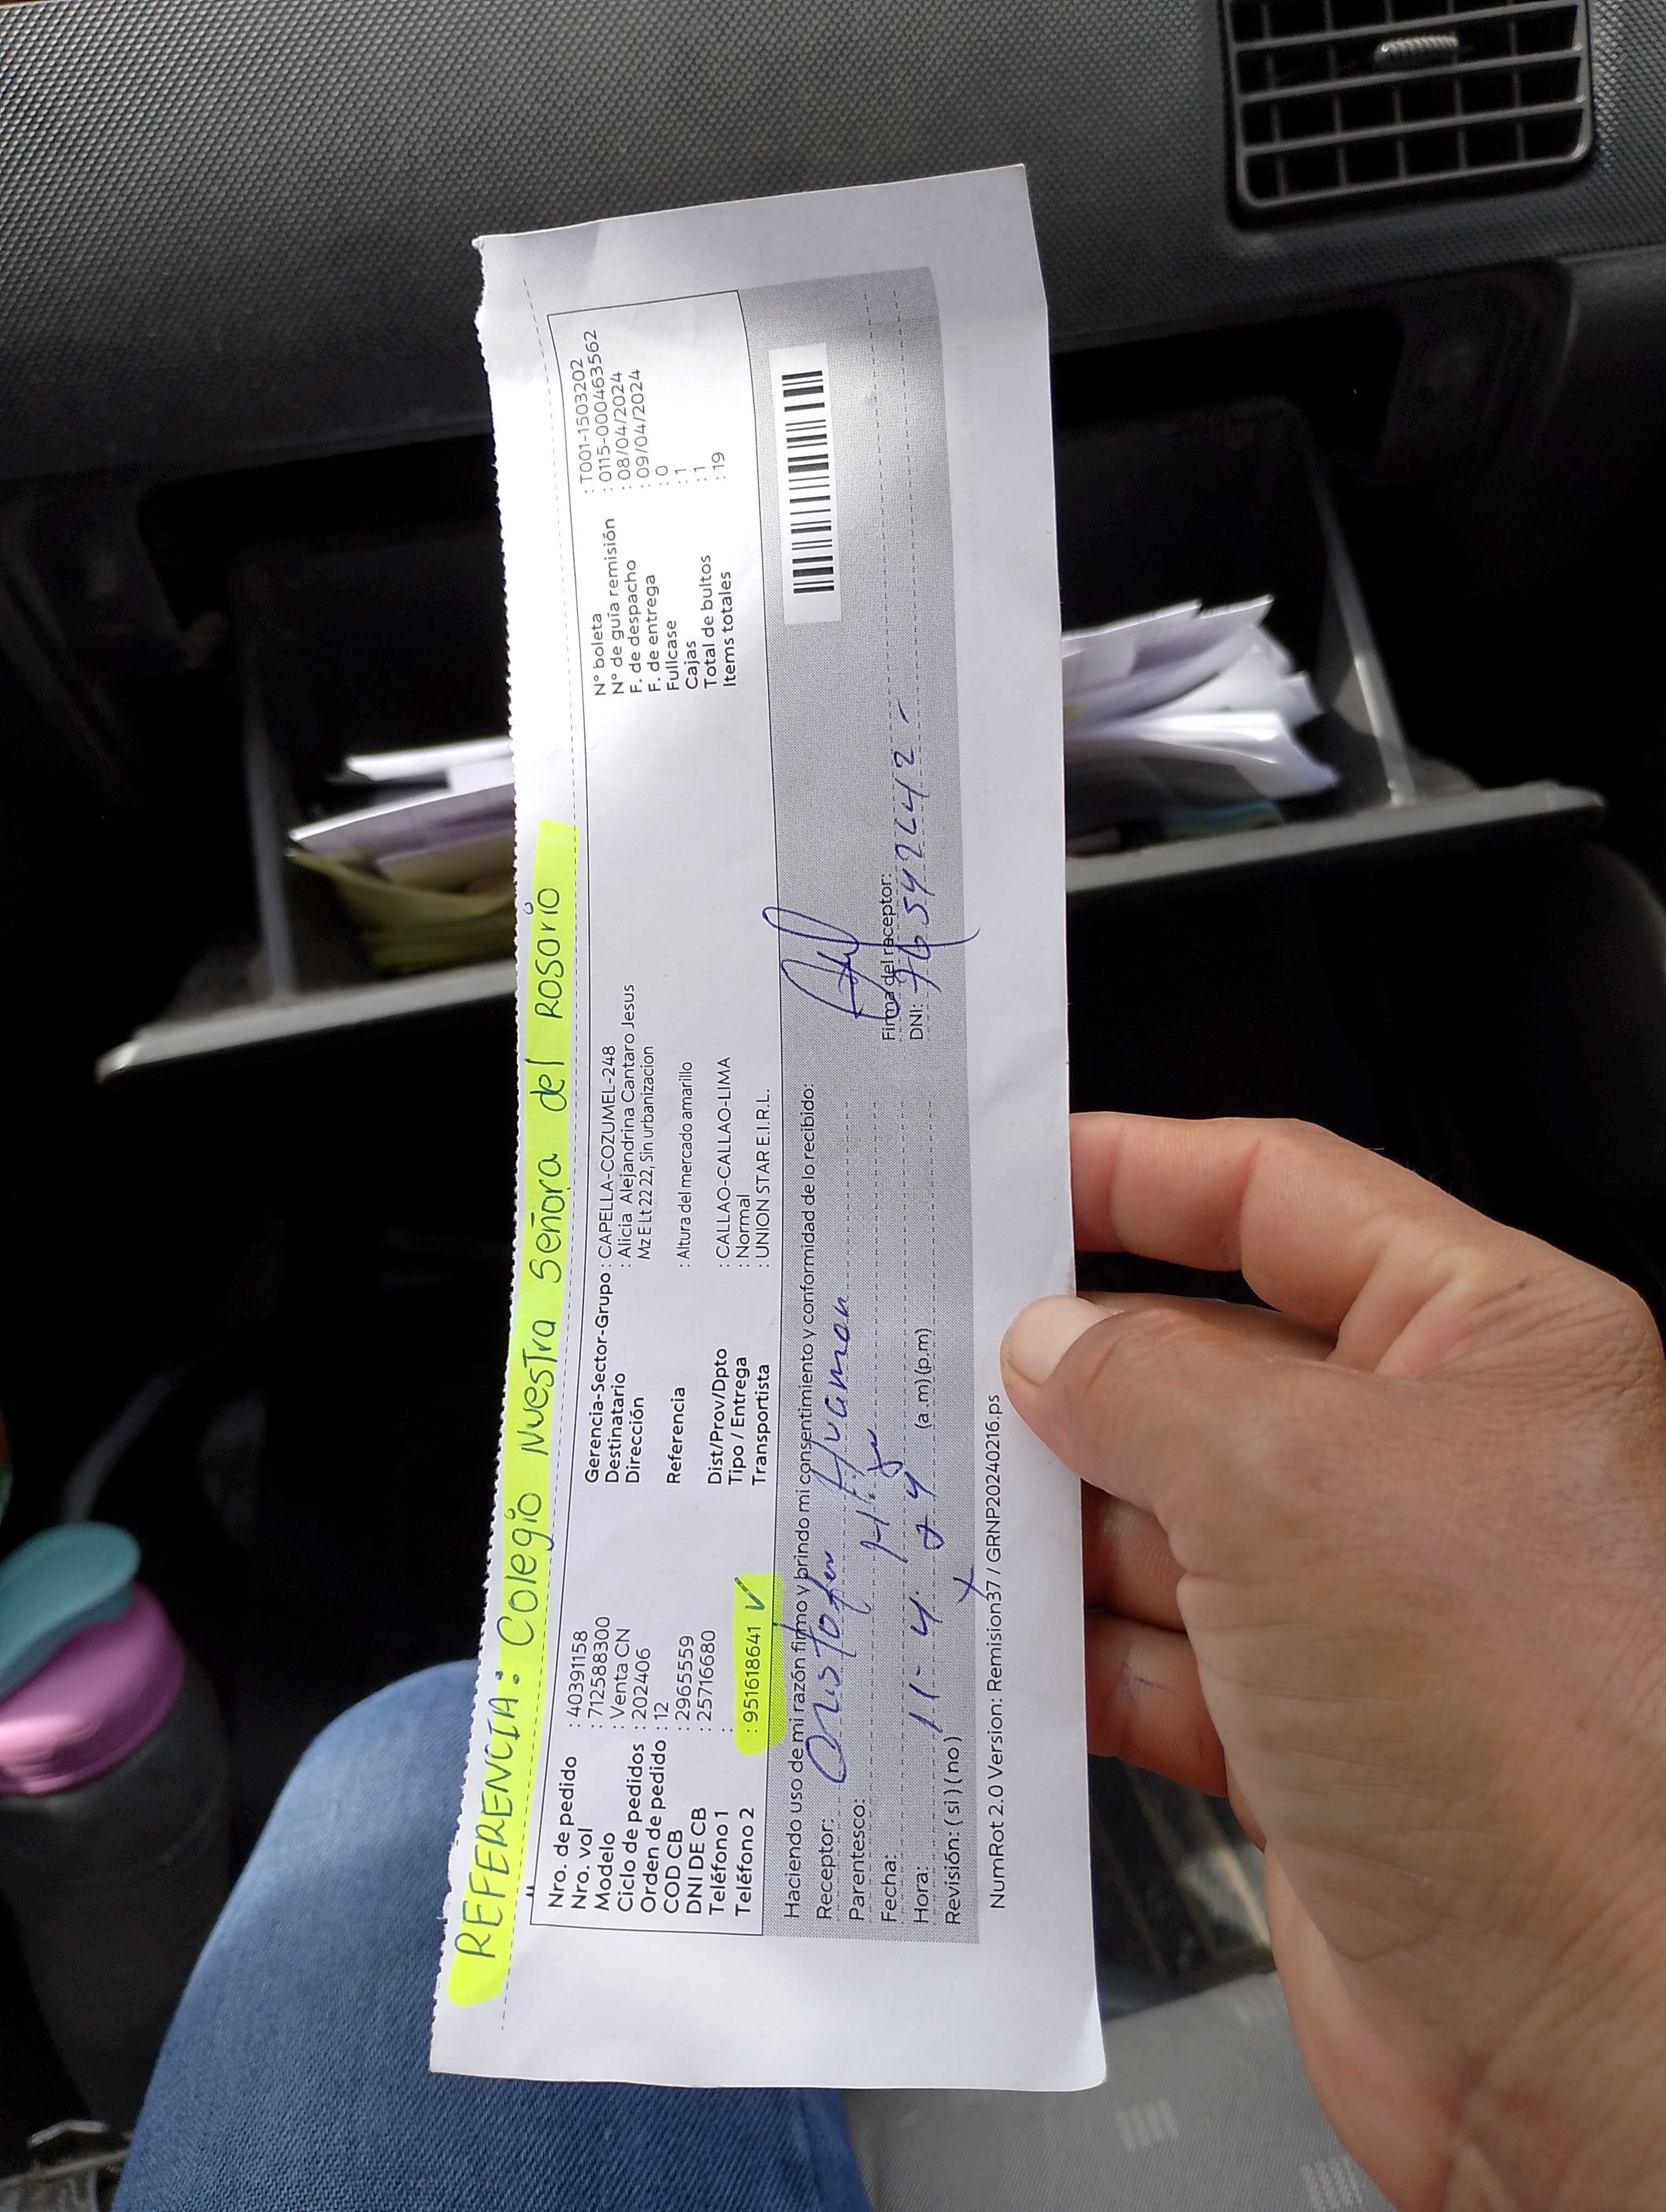 REFERENCIA: Colegio Nuestra Señora del Rosario
Nro. de pedido : 40391158
Nro. vol : 712588300
Modelo : Venta CN
Ciclo de pedidos : 202406
Orden de pedido : 12
COD CB : 2965559
DNI DE CB : 25716680
Teléfono 1 :
Teléfono 2 : 951618641 ✓
Gerencia-Sector-Grupo : CAPELLA-COZUMEL-248
Destinatario : Alicia Alejandrina Cantaro Jesus
Dirección Mz E Lt 22 22, Sin urbanizacion
Referencia : Altura del mercado amarillo
Dist/Prov/Dpto : CALLAO-CALLAO-LIMA
Tipo / Entrega : Normal
Transportista : UNION STAR E.I.R.L.
N° boleta : T001-1503202
N° de guía remisión : 0115-0004635​62
F. de despacho : 08/04/2024
F. de entrega : 09/04/2024
Fullcase : 0
Cajas : 1
Total de bultos : 1
Items totales : 19
Haciendo uso de mi razón firmo y brindo mi consentimiento y conformidad de lo recibido:
Receptor: Huaman
Parentesco:
Fecha: 11- 4. 24
Hora: (a.m) (p.m)
Revisión: ( si ) ( no )
Firma del receptor:
DNI:
NumRot 2.0 Version: Remision37 / GRNP20240216.ps